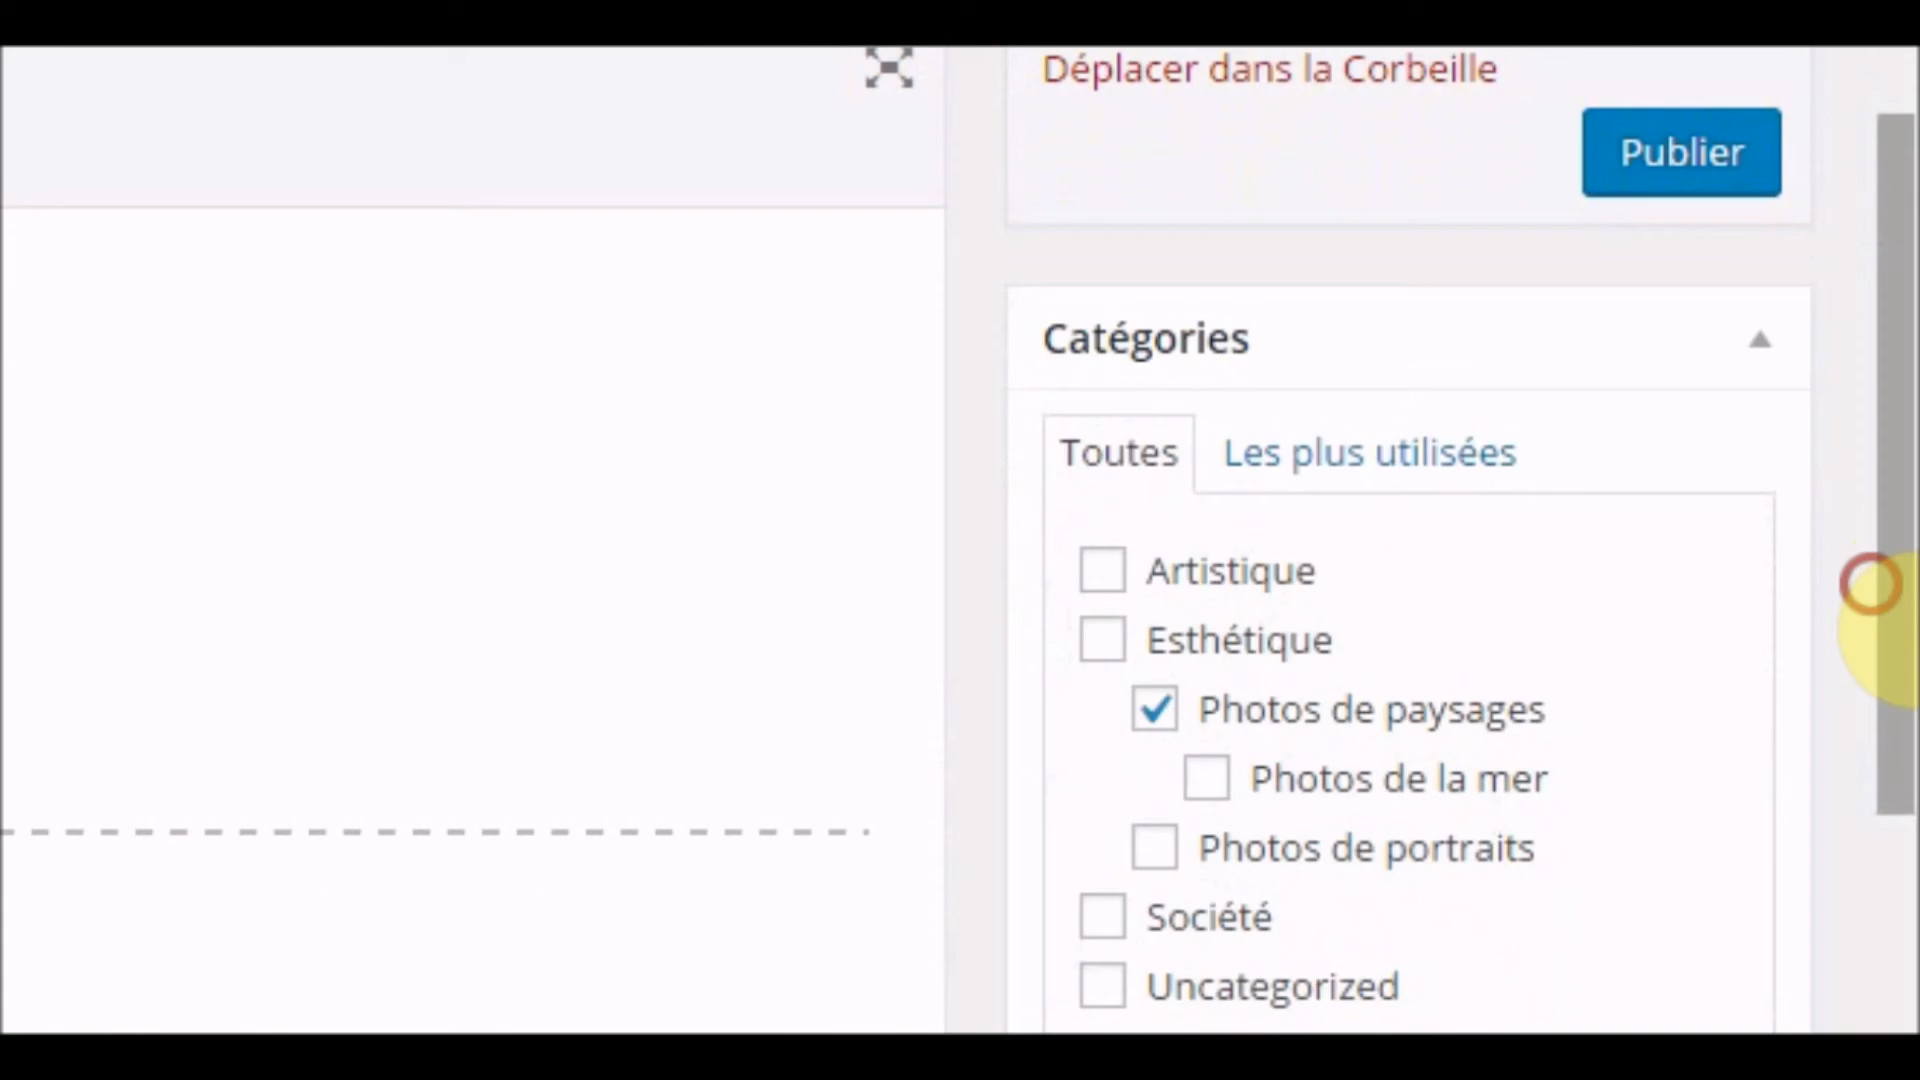 Déplacer dans la Corbeille
Publier
Catégories
Toutes
Les plus utilisées
Artistique
Esthétique
Photos de paysages
Photos de la mer
Photos de portraits
Société
Uncategorized